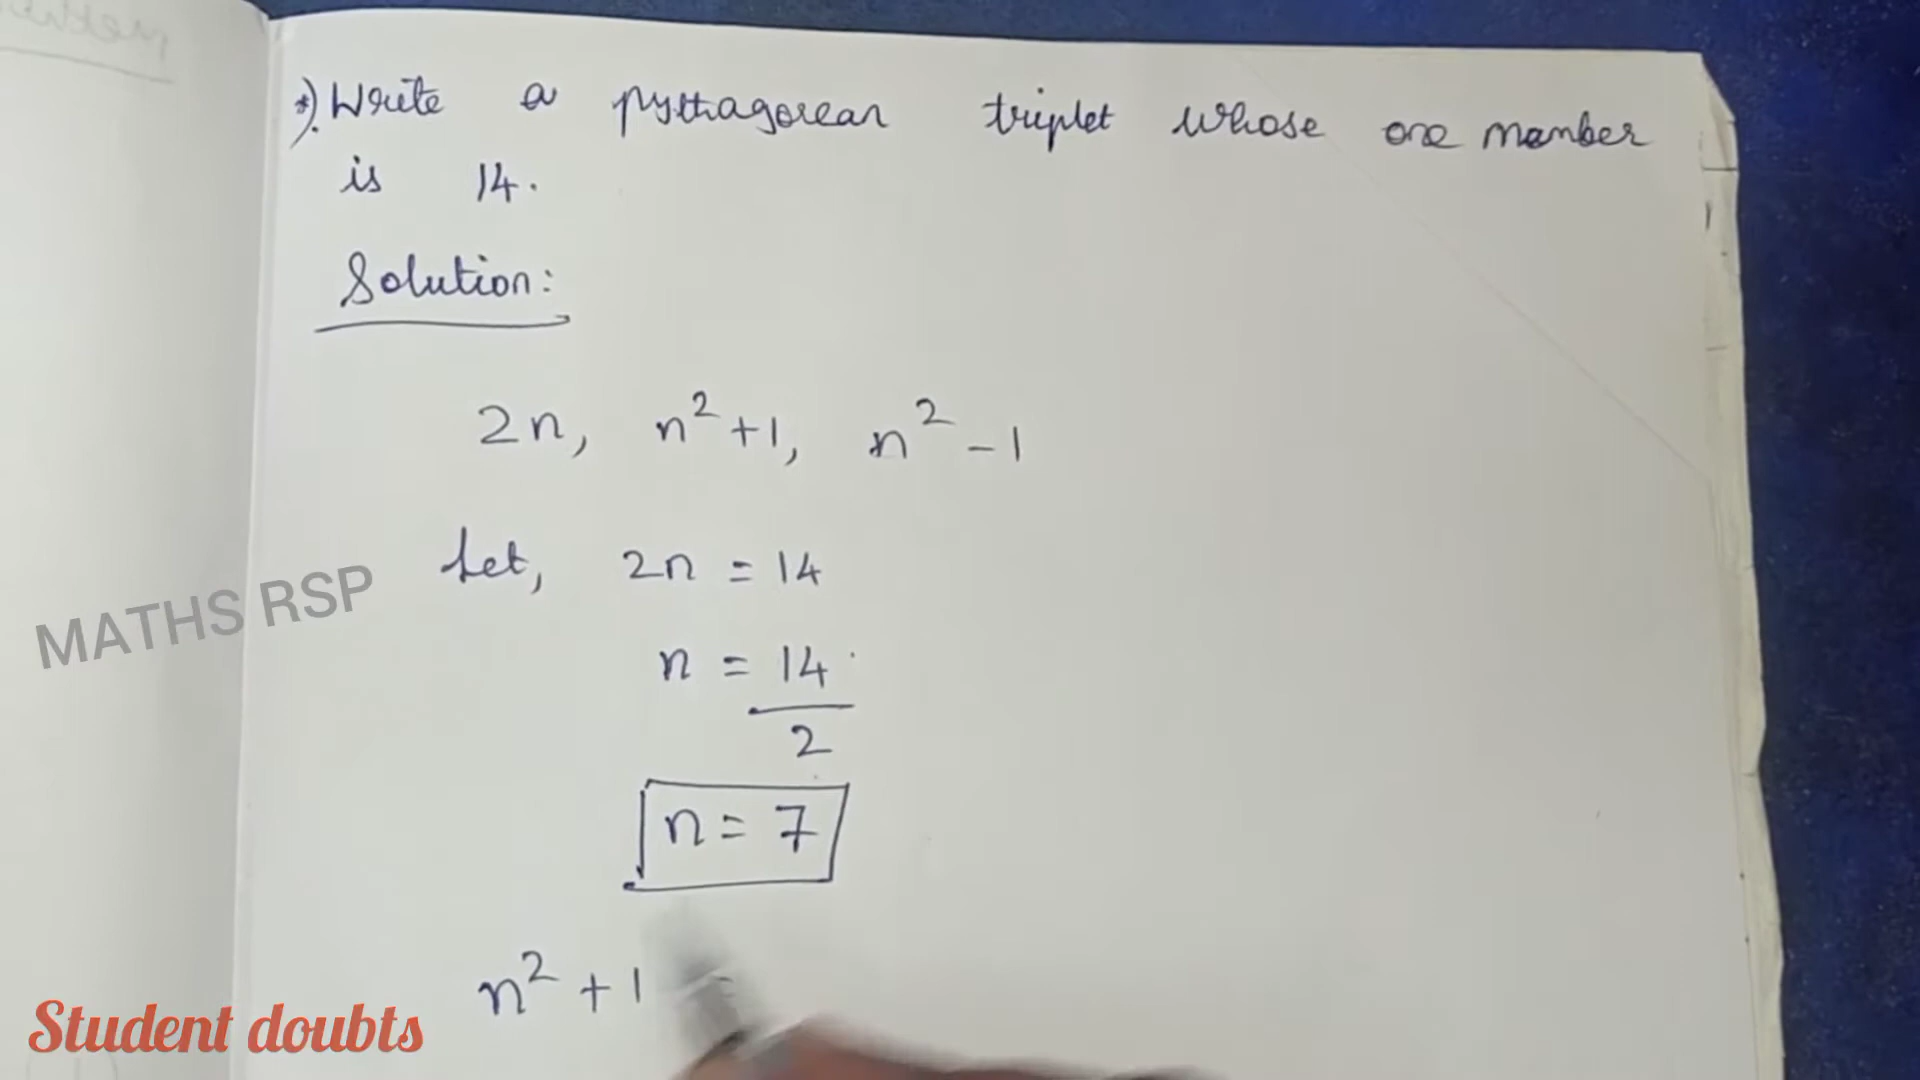 *). Write a pythagorean triplet whose one member
is 14.
Solution:
2n, n²+1, n²-1
Let, 2n = 14
n = 14
2
n = 7
n² + 1 =
MATHS RSP
Student doubts